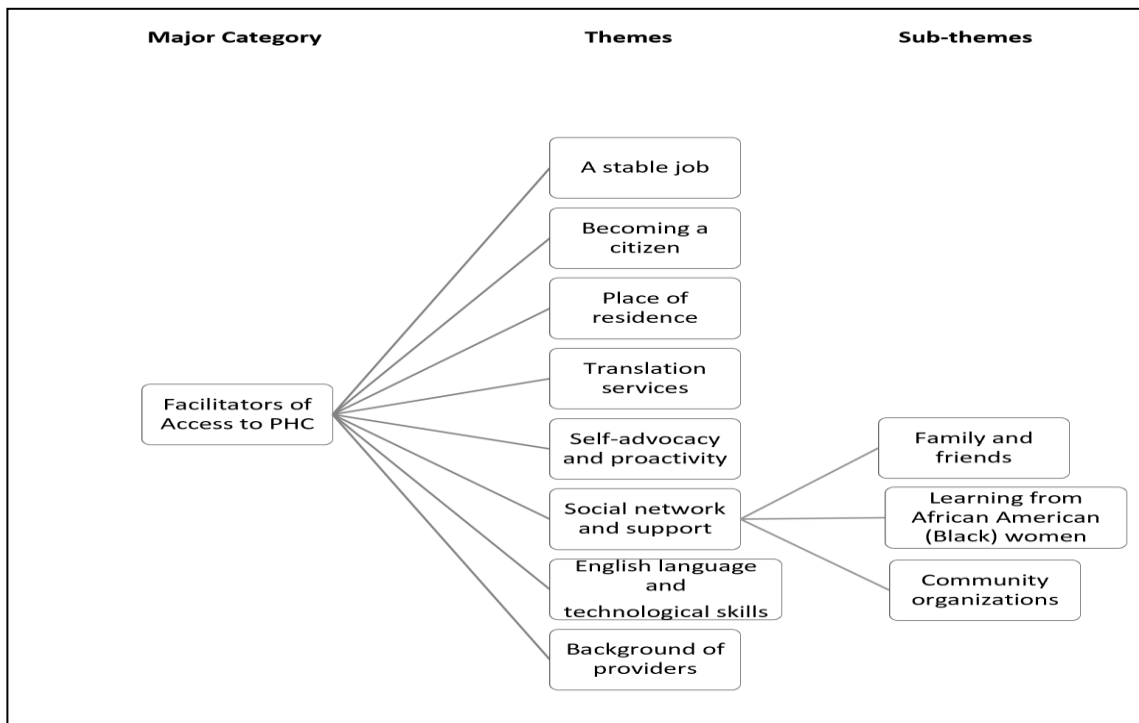 Major Category
Themes
Sub-themes
A stable job
Becoming a
citizen
Place of
residence
Translation
services
Facilitators of
Access to PHC
Self-advocacy
and proactivity
Social network
and support
English language
and
technological skills
Background of
providers
Family and
friends
Learning from
African American
(Black) women
Community
organizations